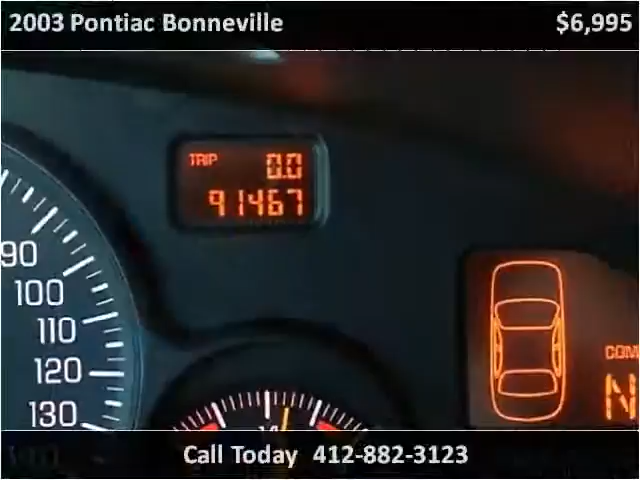 2003 Pontiac Bonneville $6,995
TRIP 0.0
91467
90
100
110
120
130
COM
N
Call Today 412-882-3123